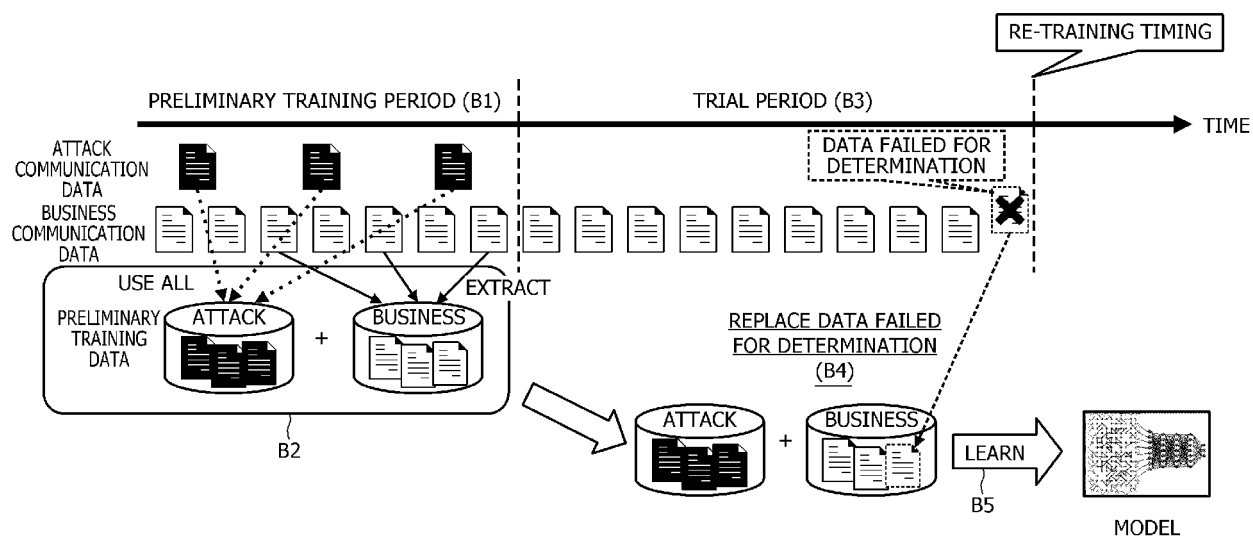 RE-TRAINING TIMING
PRELIMINARY TRAINING PERIOD (B1)
TRIAL PERIOD (B3)
TIME
ATTACK
COMMUNICATION
DATA
DATA FAILED FOR
DETERMINATION
BUSINESS
COMMUNICATION
DATA
USE ALL
EXTRACT
PRELIMINARY
TRAINING
DATA
ATTACK
+
BUSINESS
REPLACE DATA FAILED
FOR DETERMINATION
(B4)
B2
ATTACK
+
BUSINESS
LEARN
B5
MODEL